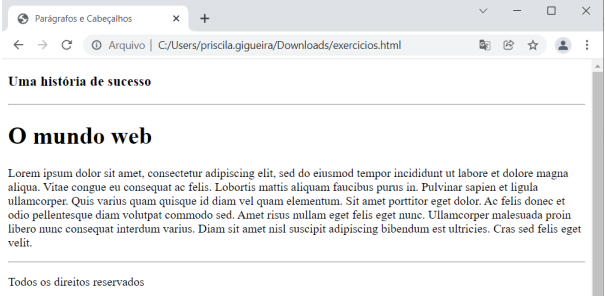 Parágrafos e Cabeçalhos
Arquivo | C:/Users/priscila.gigueira/Downloads/exercicios.html
Uma história de sucesso
O mundo web
Lorem ipsum dolor sit amet, consectetur adipiscing elit, sed do eiusmod tempor incididunt ut labore et dolore magna
aliqua. Vitae congue eu consequat ac felis. Lobortis mattis aliquam faucibus purus in. Pulvinar sapien et ligula
ullamcorper. Quis varius quam quisque id diam vel quam elementum. Sit amet porttitor eget dolor. Ac felis donec et
odio pellentesque diam volutpat commodo sed. Amet risus nullam eget felis eget nunc. Ullamcorper malesuada proin
libero nunc consequat interdum varius. Diam sit amet nisl suscipit adipiscing bibendum est ultricies. Cras sed felis eget
velit.
Todos os direitos reservados